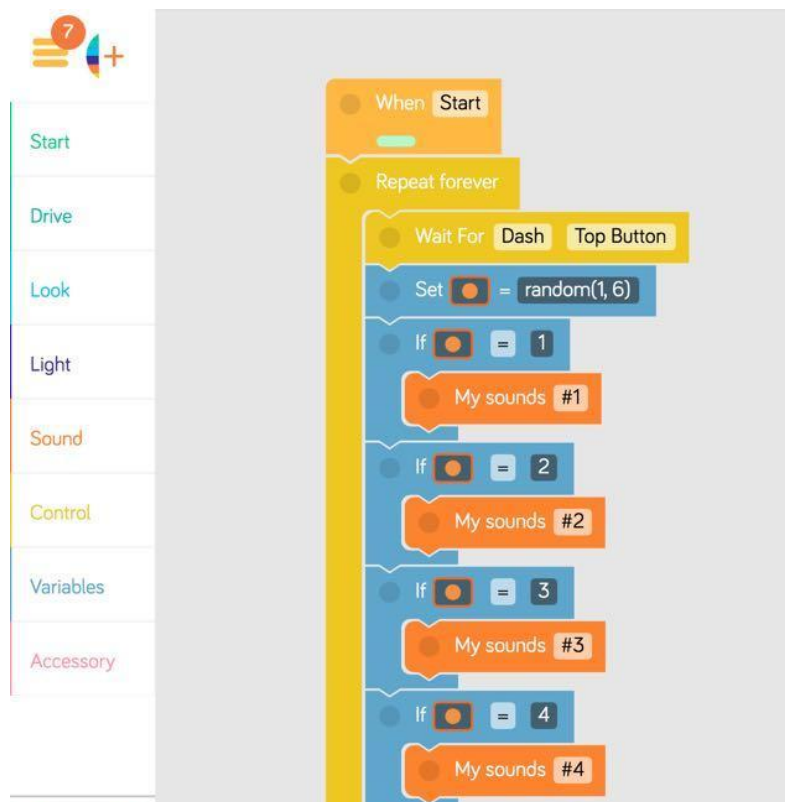 7
+
Start
Drive
Look
Light
Sound
Control
Variables
Accessory
When Start
Repeat forever
Wait For Dash Top Button
Set = random(1, 6)
If = 1
My sounds #1
If = 2
My sounds #2
If = 3
My sounds #3
If = 4
My sounds #4